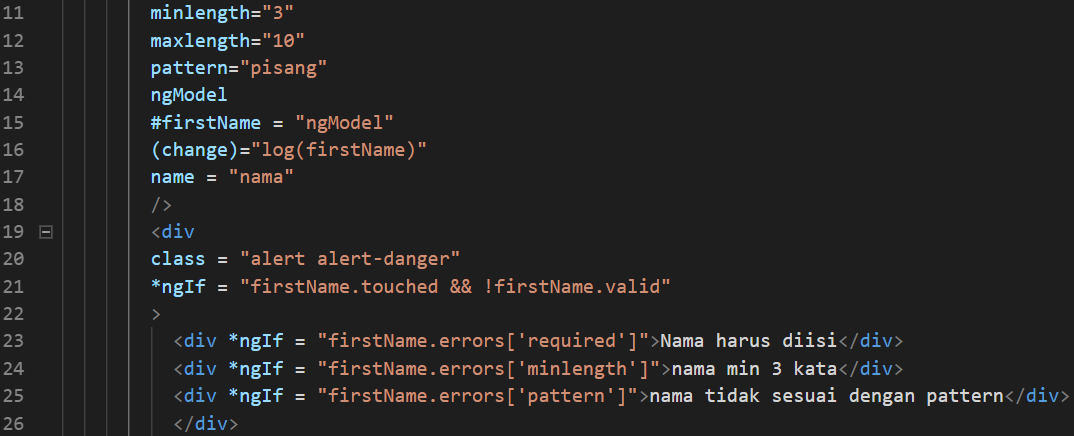 11 minlength="3"
12 maxlength="10"
13 pattern="pisang"
14 ngModel
15 #firstName = "ngModel"
16 (change)="log(firstName)"
17 name = "nama"
18 />
19 <div
20 class = "alert alert-danger"
21 *ngIf = "firstName.touched && !firstName.valid"
22 >
23 <div *ngIf = "firstName.errors['required']">Nama harus diisi</div>
24 <div *ngIf = "firstName.errors['minlength']">nama min 3 kata</div>
25 <div *ngIf = "firstName.errors['pattern']">nama tidak sesuai dengan pattern</div>
26 </div>